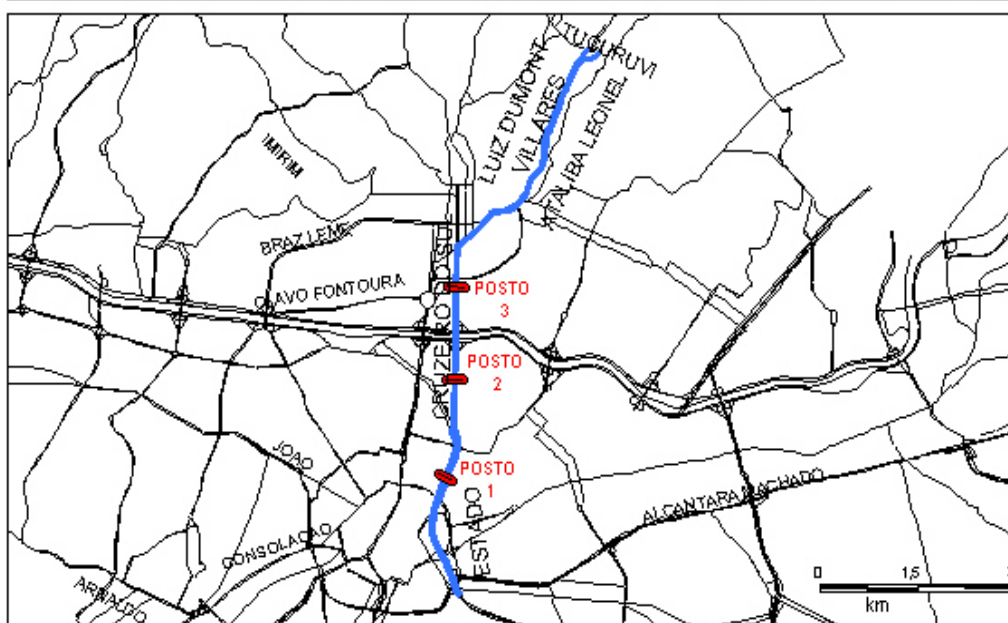 TUCURUVI
LUIZ DUMONT
VILLARES
ATALIBA LEONEL
IMIRIM
BRAZ LEME
OLAVO FONTOURA
CRUZEIRO DO SUL
POSTO
3
POSTO
2
POSTO
1
JOAO
ESTADO
ALCANTARA MACHADO
CONSOLACAO
ARNALDO
0
1,5
km